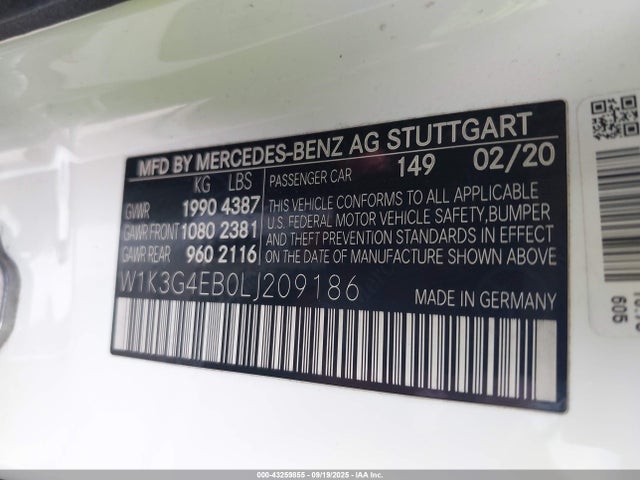 MFD BY MERCEDES-BENZ AG STUTTGART
KG LBS PASSENGER CAR 149 02/20
GVWR 1990 4387 THIS VEHICLE CONFORMS TO ALL APPLICABLE
GAWR FRONT 1080 2381 U.S. FEDERAL MOTOR VEHICLE SAFETY, BUMPER
GAWR REAR 960 2116 AND THEFT PREVENTION STANDARDS IN EFFECT
ON THE DATE OF MANUFACTURE SHOWN ABOVE.
W1K3G4EB0LJ209186 MADE IN GERMANY
605
000-43259855 - 09/19/2025 - IAA Inc.